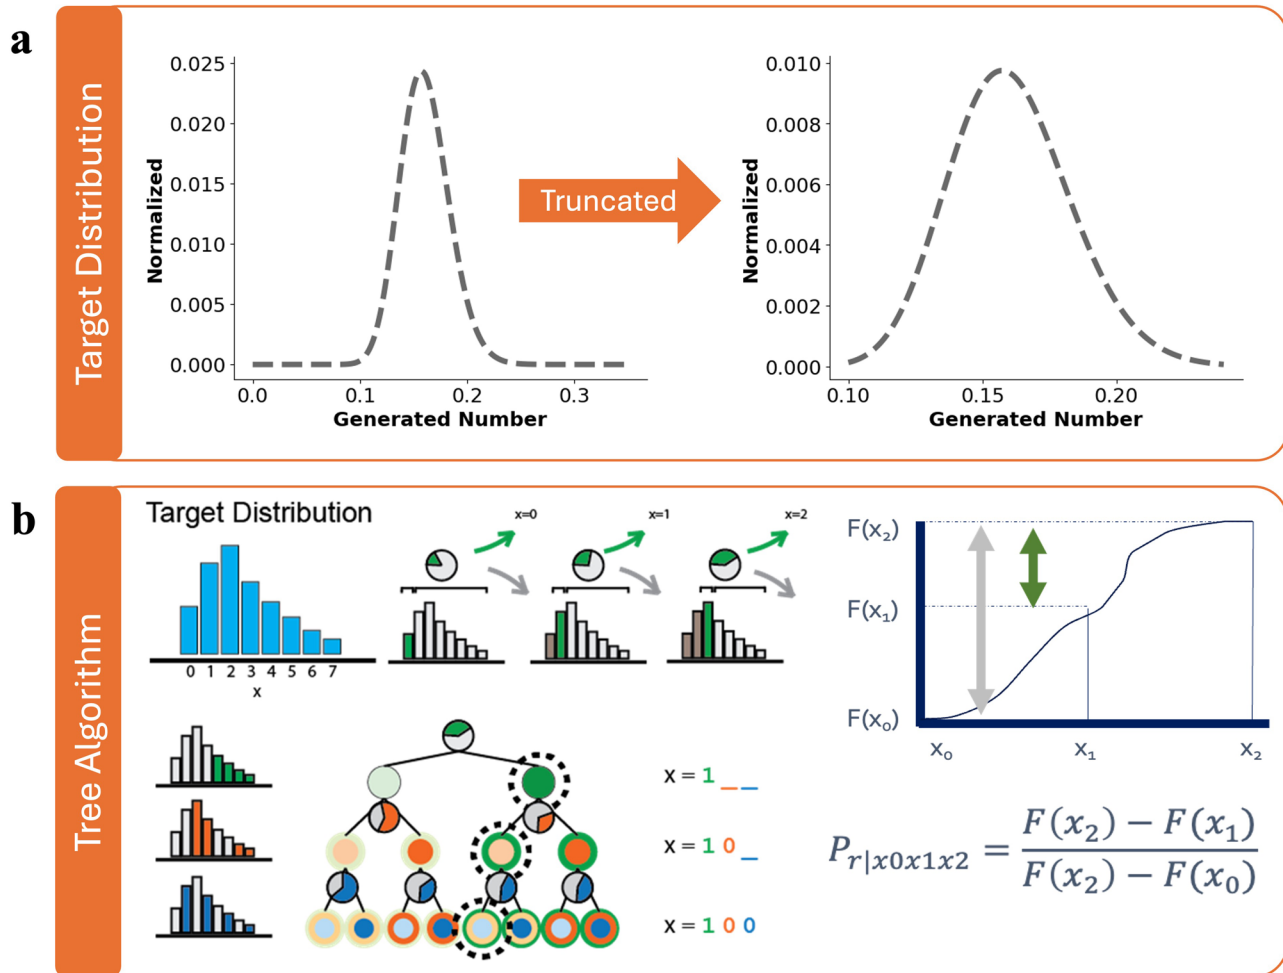 a
Target Distribution
0.025
0.020
0.015
0.010
0.005
0.000
Normalized
0.0 0.1 0.2 0.3
Generated Number
Truncated
0.010
0.008
0.006
0.004
0.002
0.000
Normalized
0.10 0.15 0.20
Generated Number
b
Tree Algorithm
Target Distribution
0 1 2 3 4 5 6 7
x
x=0
x=1
x=2
x = 1 _ _
x = 1 0 _
x = 1 0 0
F(x₂)
F(x₁)
F(x₀)
x₀ x₁ x₂
P_{r|x0x1x2} = \frac{F(x₂) − F(x₁)}{F(x₂) − F(x₀)}